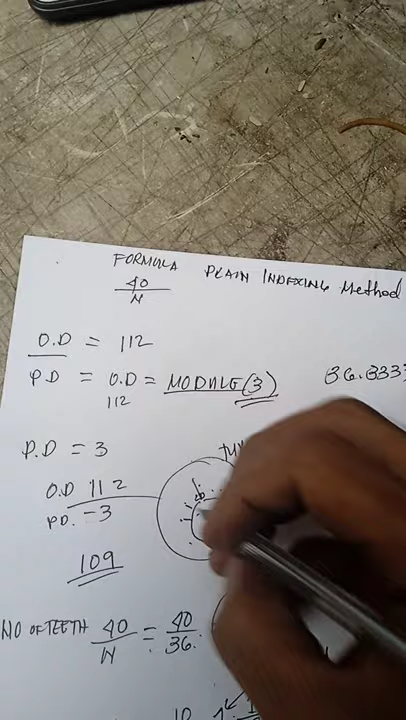 FORMULA PLAIN INDEXING Method
40
N
O.D = 112
P.D = O.D = MODULE (3)
112
36.333
P.D = 3
O.D 112
PD. - 3
109
NO OF TEETH 40 = 40
N 36.